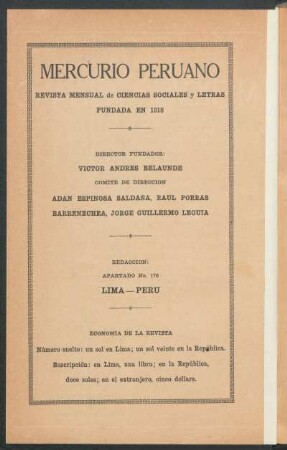 MERCURIO PERUANO
REVISTA MENSUAL de CIENCIAS SOCIALES y LETRAS
FUNDADA EN 1918
DIRECTOR FUNDADOR:
VICTOR ANDRES BELAUNDE
COMITE DE DIRECCION
ADAN ESPINOSA SALDAÑA, RAUL PORRAS
BARRENECHEA, JORGE GUILLERMO LEGUIA
REDACCION:
APARTADO No. 176
LIMA — PERU
ECONOMIA DE LA REVISTA
Número suelto: un sol en Lima; un sol veinte en la República.
Suscripción: en Lima, una libra; en la República,
doce soles; en el extranjero, cinco dollars.